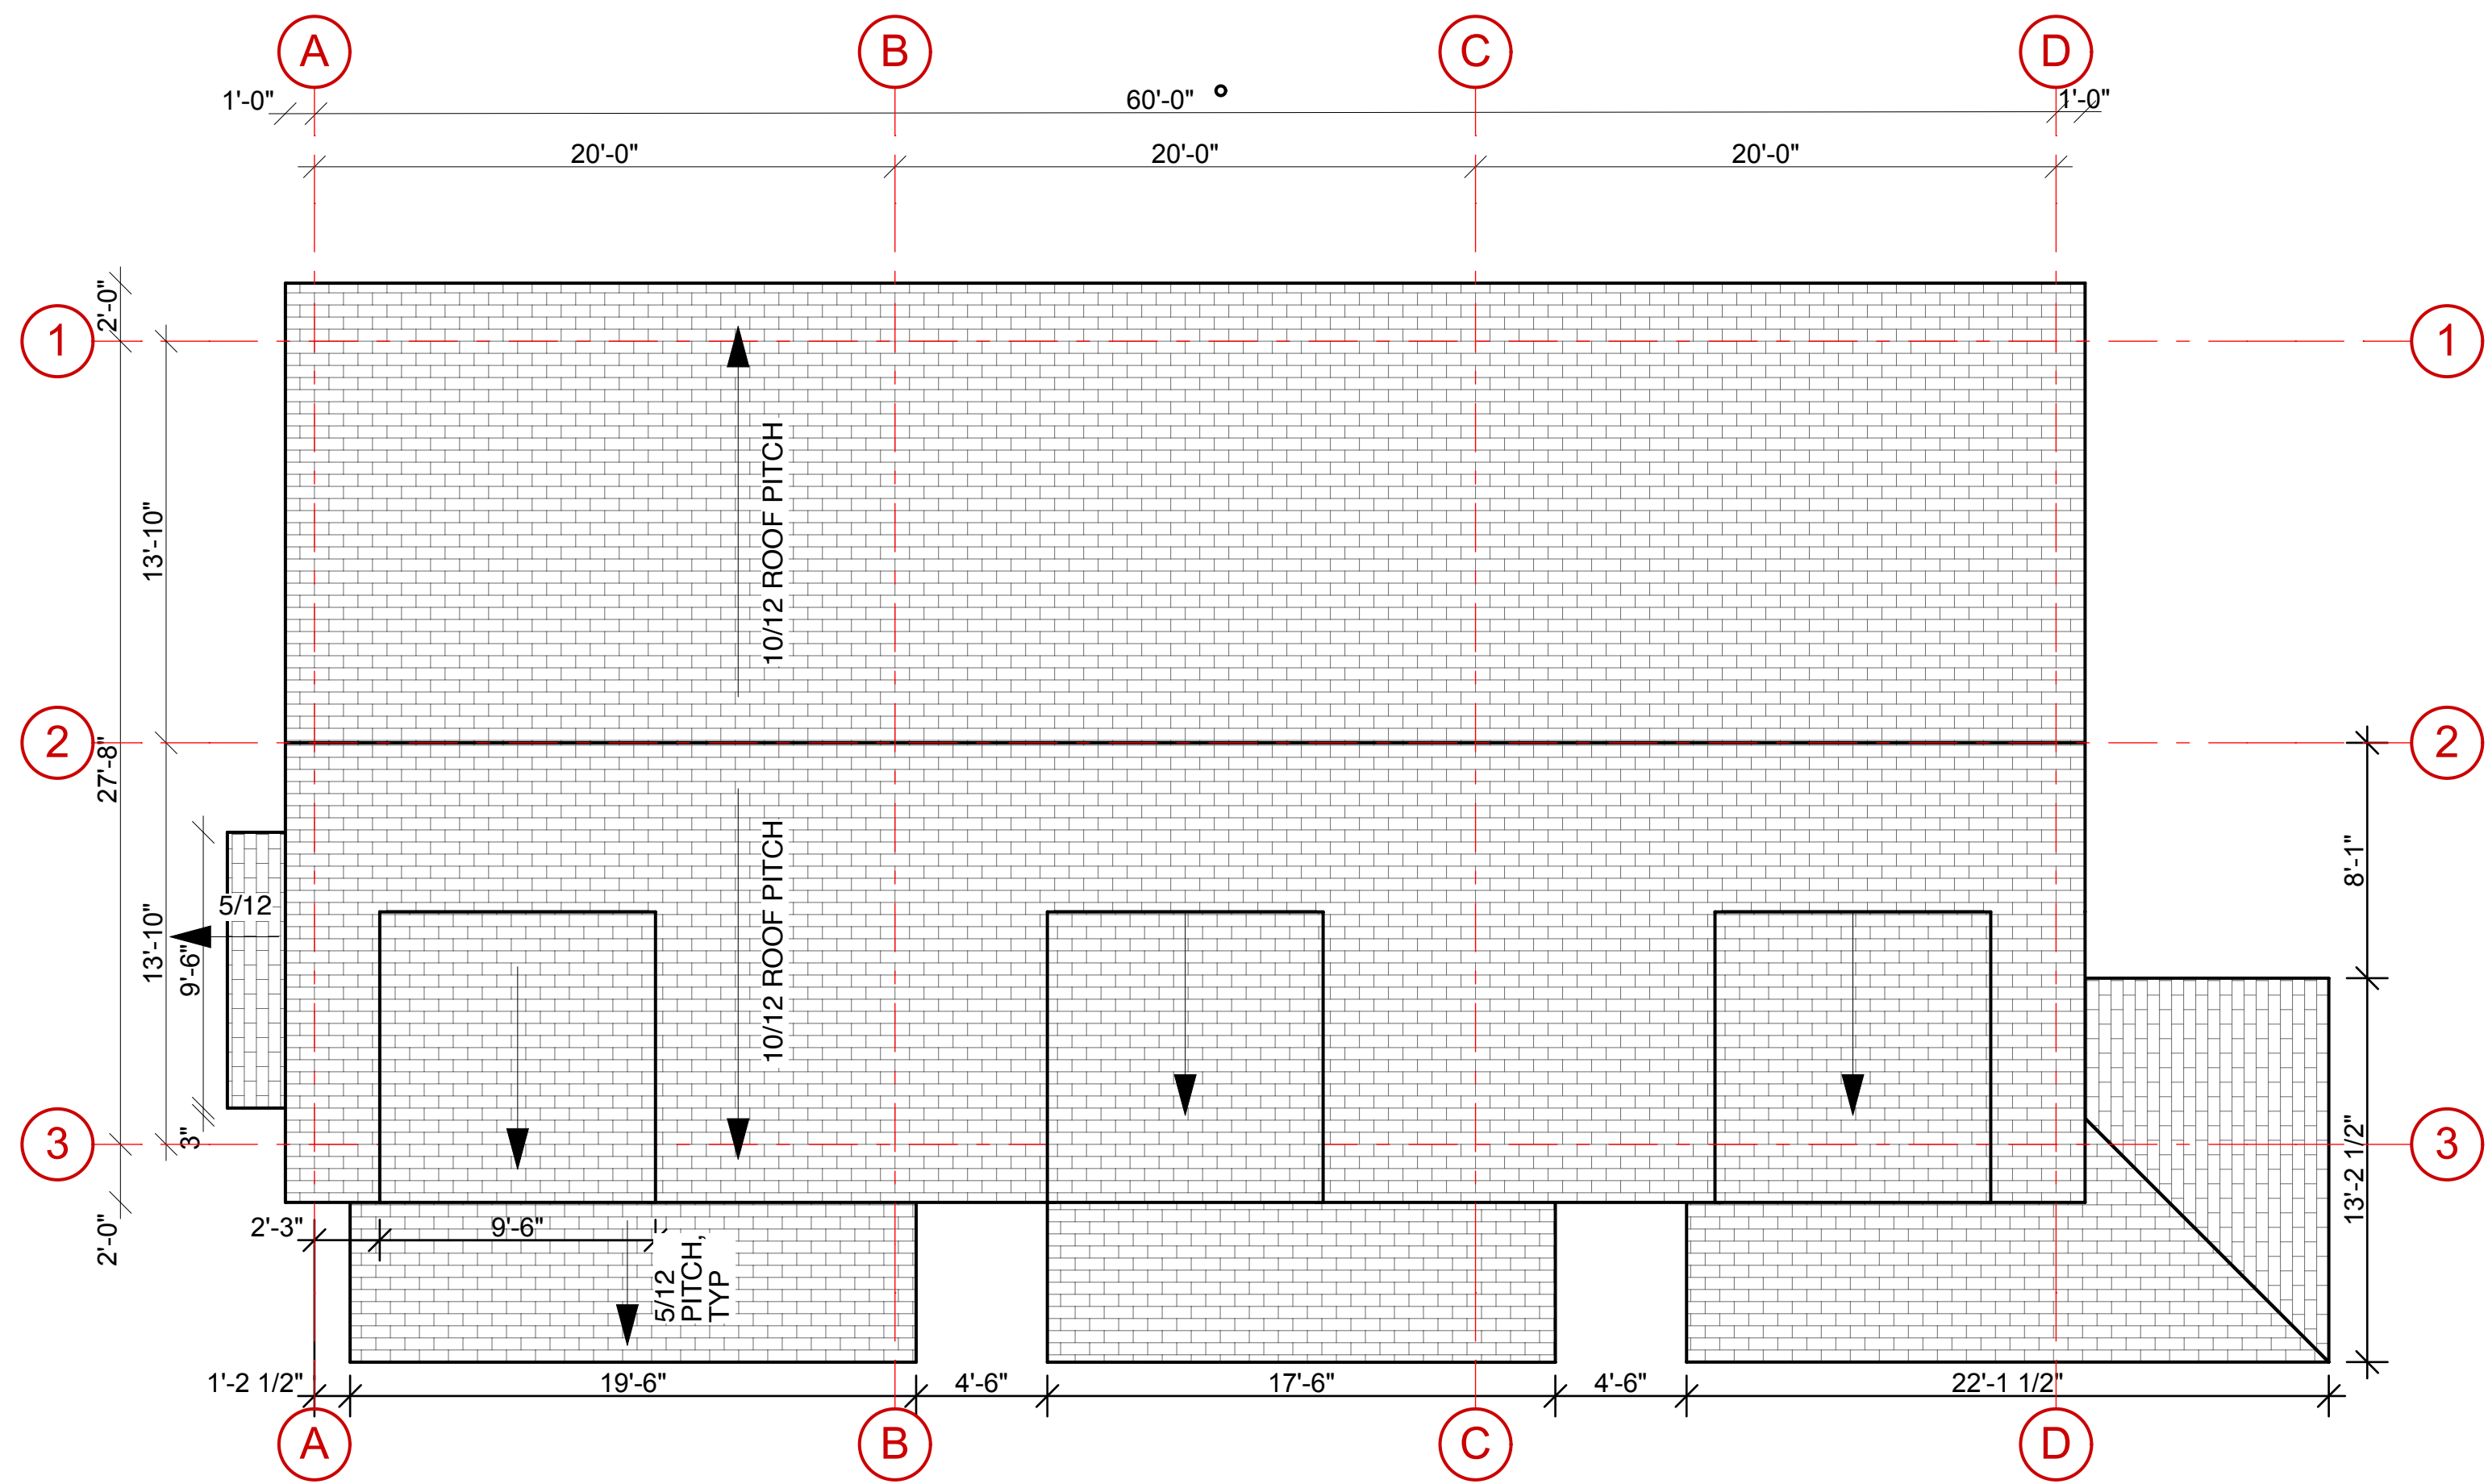 A B C D
1'-0" 60'-0" 1'-0"
20'-0" 20'-0" 20'-0"
2'-0"
1 1
13'-10"
10/12 ROOF PITCH
2 2
27'-8"
8'-1"
10/12 ROOF PITCH
5/12
13'-10"
9'-6"
3"
3 3
13'-2 1/2"
2'-0"
2'-3" 9'-6"
5/12
PITCH,
TYP
1'-2 1/2" 19'-6" 4'-6" 17'-6" 4'-6" 22'-1 1/2"
A B C D